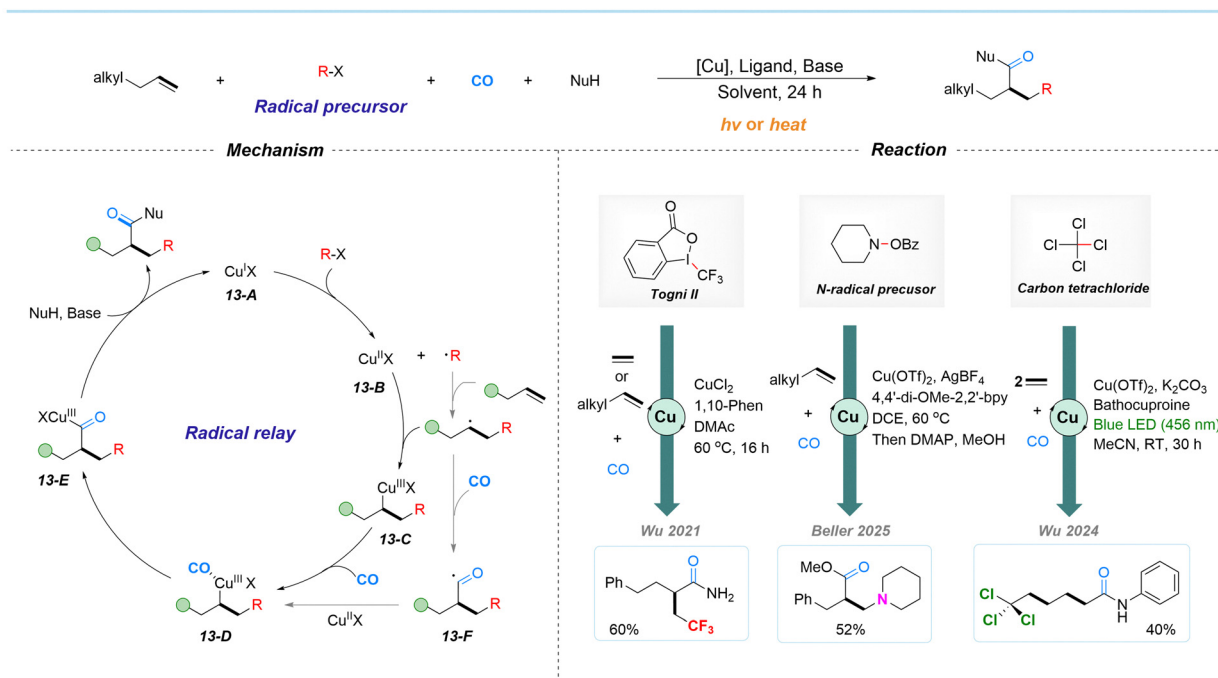 alkyl + R-X + CO + NuH
Radical precursor
[Cu], Ligand, Base
Solvent, 24 h
hv or heat
Nu O
alkyl R
Mechanism
O Nu
R
CuIX
13-A
R-X
NuH, Base
CuIIX + ·R
13-B
XCuIII O
R
13-E
Radical relay
R
CuIIIX
R
13-C
CO
CO
CO
CuIII X
R
13-D
CuIIX
· O
R
13-F
Reaction
O
O
I
CF3
Togni II
N-OBz
N-radical precusor
Cl
Cl Cl
Cl
Carbon tetrachloride
or
alkyl
+
CO
Cu
CuCl2
1,10-Phen
DMAc
60 oC, 16 h
alkyl
+
CO
Cu
Cu(OTf)2, AgBF4
4,4'-di-OMe-2,2'-bpy
DCE, 60 oC
Then DMAP, MeOH
2
+
CO
Cu
Cu(OTf)2, K2CO3
Bathocuproine
Blue LED (456 nm)
MeCN, RT, 30 h
Wu 2021
O
Ph NH2
CF3
60%
Beller 2025
MeO O
Ph N
52%
Wu 2024
Cl O
Cl Cl N
H
40%